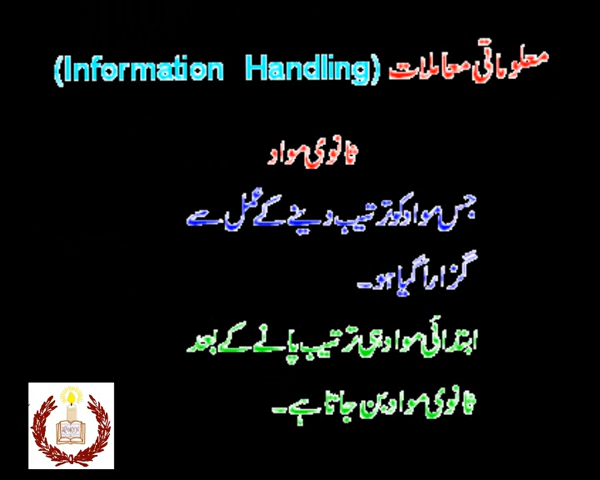 معلوماتی معاملات (Information Handling)
ثانوی مواد
جس مواد کو ترتیب دینے کے عمل سے
گزارا گیا ہو۔
ابتدائی مواد ہی ترتیب پانے کے بعد
ثانوی مواد بن جاتا ہے۔